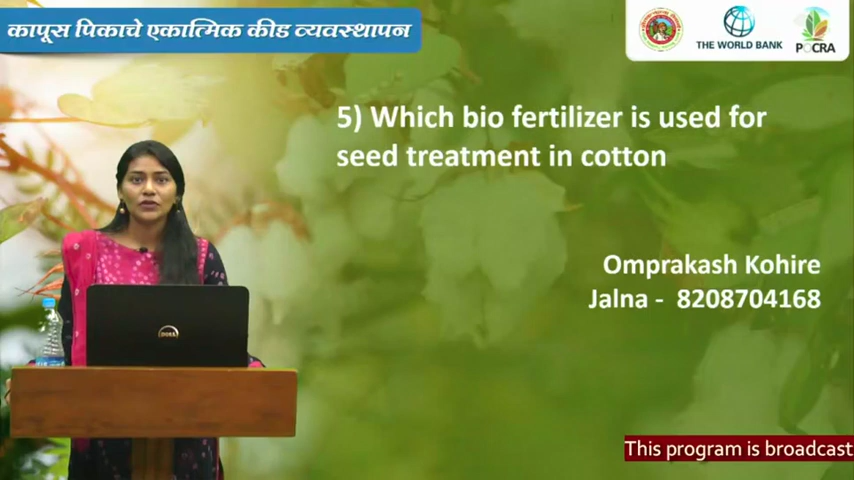 कापूस पिकाचे एकात्मिक कीड व्यवस्थापन
THE WORLD BANK
POCRA
5) Which bio fertilizer is used for
seed treatment in cotton
Omprakash Kohire
Jalna - 8208704168
This program is broadcast